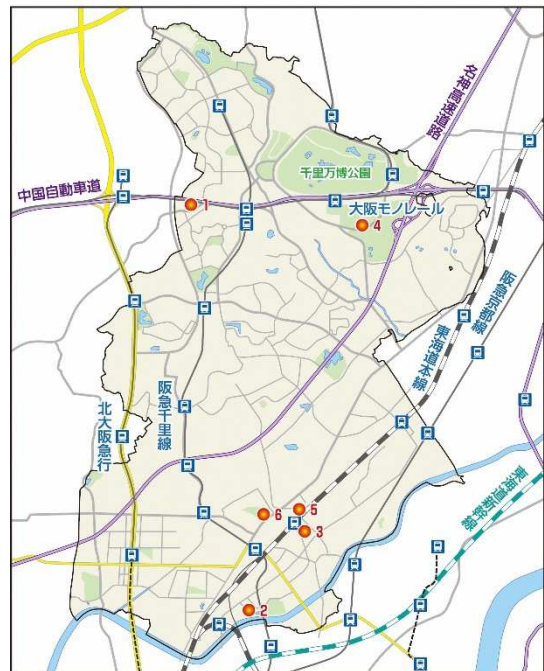 名神高速道路
千里万博公園
中国自動車道
1
大阪モノレール
4
阪急京都線
東海道本線
阪急千里線
北大阪急行
東海道新幹線
5
6
3
2